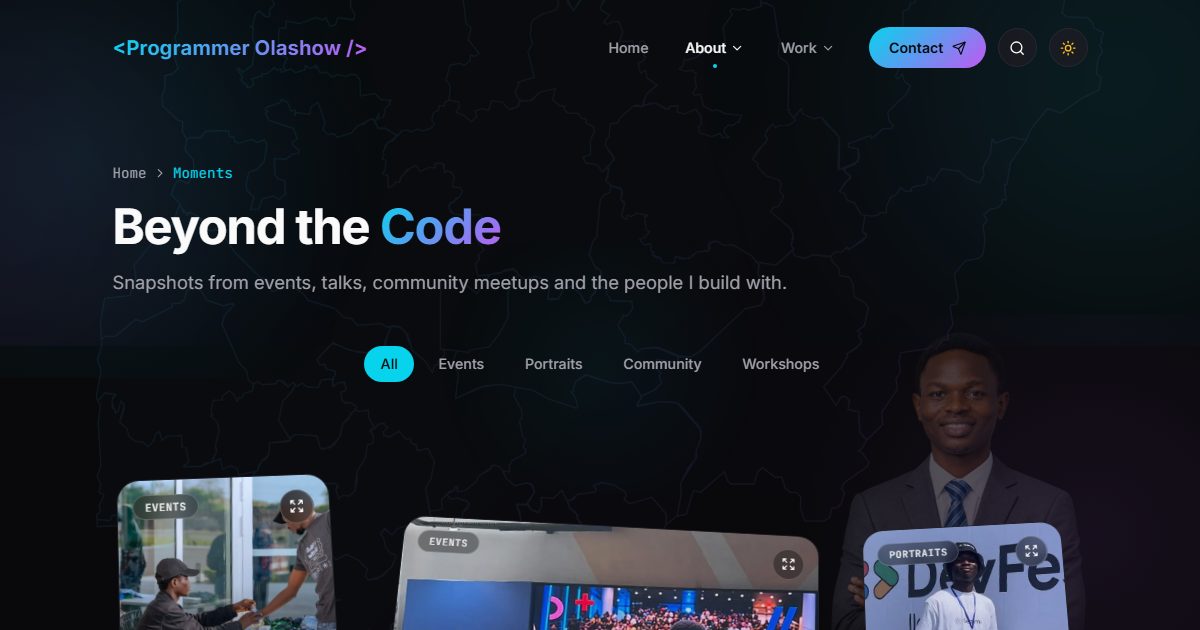 <Programmer Olashow />
Home About Work Contact
Home > Moments
Beyond the Code
Snapshots from events, talks, community meetups and the people I build with.
All Events Portraits Community Workshops
EVENTS
EVENTS
PORTRAITS